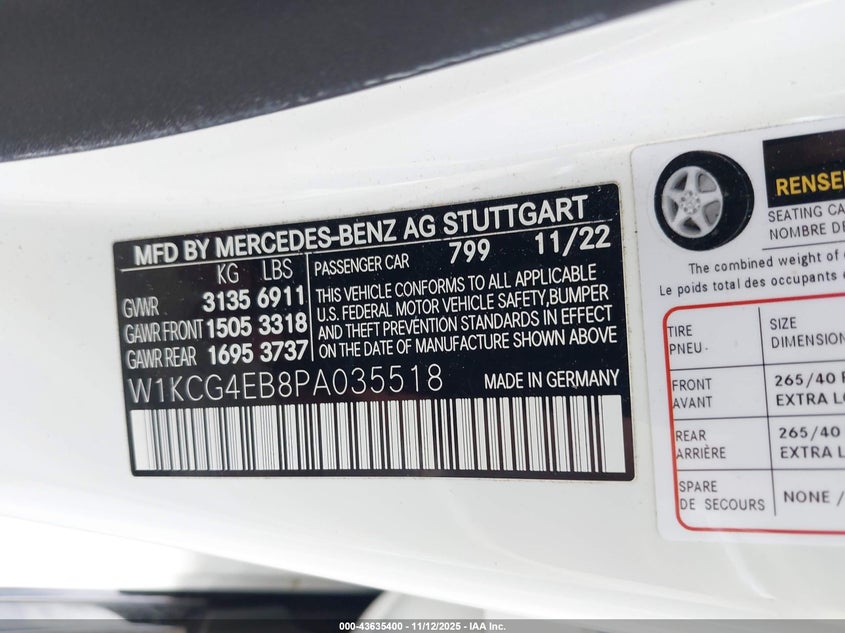 MFD BY MERCEDES-BENZ AG STUTTGART
KG LBS
GVWR 3135 6911
GAWR FRONT 1505 3318
GAWR REAR 1695 3737
PASSENGER CAR 799 11/22
THIS VEHICLE CONFORMS TO ALL APPLICABLE
U.S. FEDERAL MOTOR VEHICLE SAFETY,BUMPER
AND THEFT PREVENTION STANDARDS IN EFFECT
ON THE DATE OF MANUFACTURE SHOWN ABOVE
W1KCG4EB8PA035518 MADE IN GERMANY
RENSE
SEATING CA
NOMBRE DE
The combined weight of
Le poids total des occupants
TIRE
PNEU
SIZE
DIMENSION
FRONT
AVANT
265/40
EXTRA
REAR
ARRIÈRE
265/40
EXTRA
SPARE
DE SECOURS
NONE /
000-43635400 - 11/12/2025 - IAA Inc.